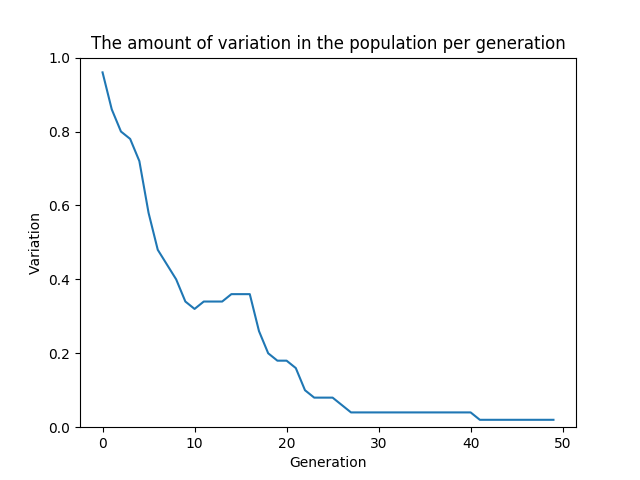 The amount of variation in the population per generation
1.0
0.8
0.6
0.4
0.2
0.0
Variation
0 10 20 30 40 50
Generation